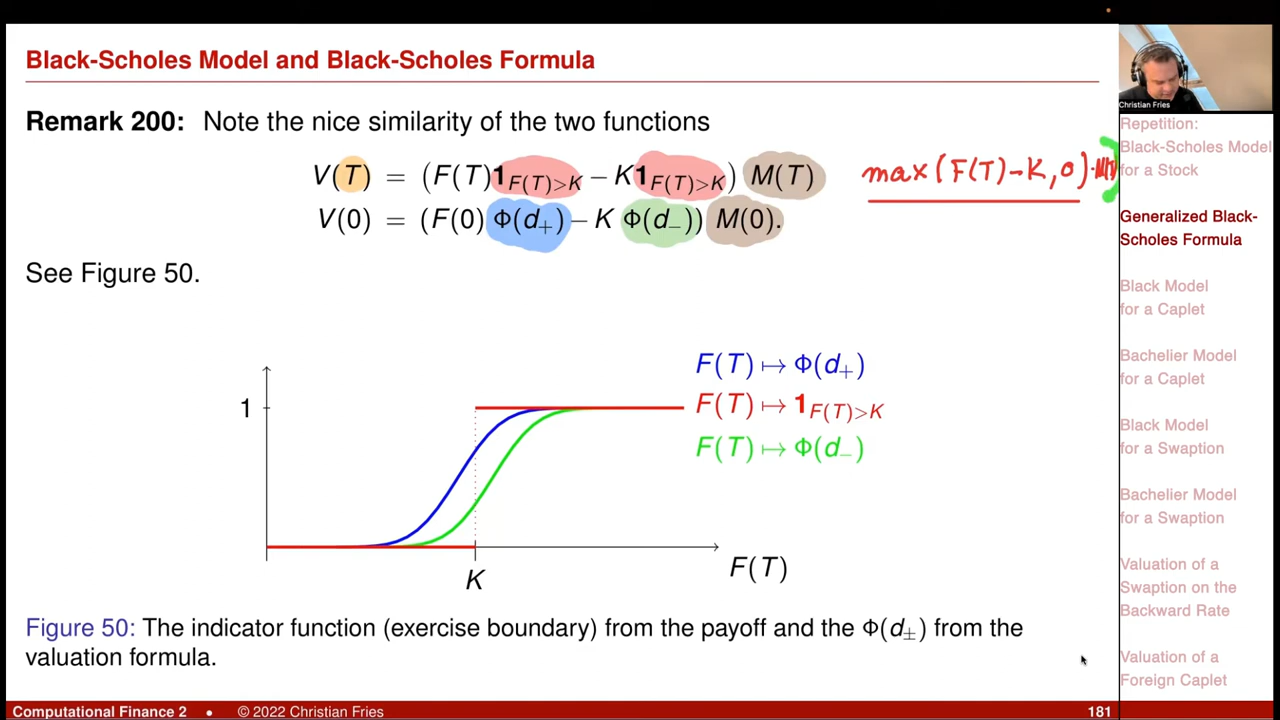 Black-Scholes Model and Black-Scholes Formula
Remark 200: Note the nice similarity of the two functions
V(T) = (F(T)1_{F(T)>K} − K1_{F(T)>K}) M(T)
max(F(T)−K,0)·M(T)
V(0) = (F(0) Φ(d₊) − K Φ(d₋)) M(0).
See Figure 50.
F(T) ↦ Φ(d₊)
1
F(T) ↦ 1_{F(T)>K}
F(T) ↦ Φ(d₋)
K
F(T)
Figure 50: The indicator function (exercise boundary) from the payoff and the Φ(d±) from the
valuation formula.
Computational Finance 2 • © 2022 Christian Fries
181
Christian Fries
Repetition:
Black-Scholes Model
for a Stock
Generalized Black-
Scholes Formula
Black Model
for a Caplet
Bachelier Model
for a Caplet
Black Model
for a Swaption
Bachelier Model
for a Swaption
Valuation of a
Swaption on the
Backward Rate
Valuation of a
Foreign Caplet